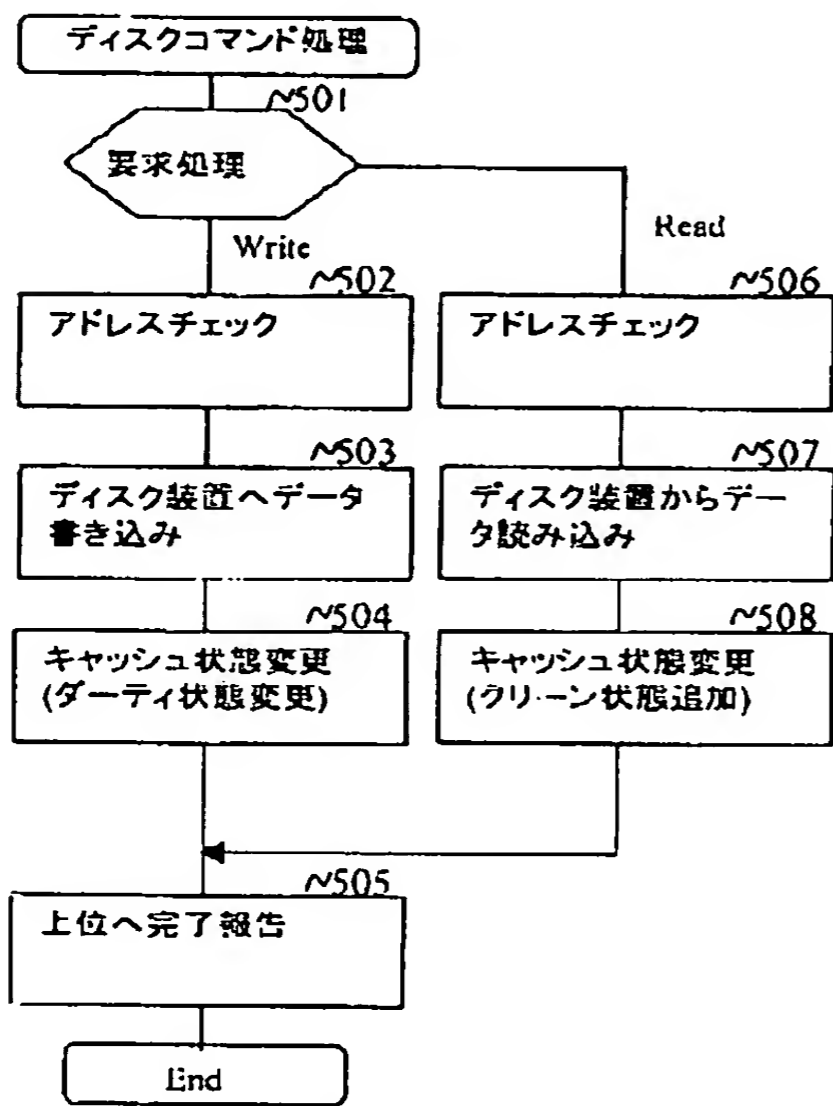 ディスクコマンド処理
~501
要求処理
Write
Read
~502
アドレスチェック
~506
アドレスチェック
~503
ディスク装置へデータ
書き込み
~507
ディスク装置からデー
タ読み込み
~504
キャッシュ状態変更
(ダーティ状態変更)
~508
キャッシュ状態変更
(クリーン状態追加)
~505
上位へ完了報告
End